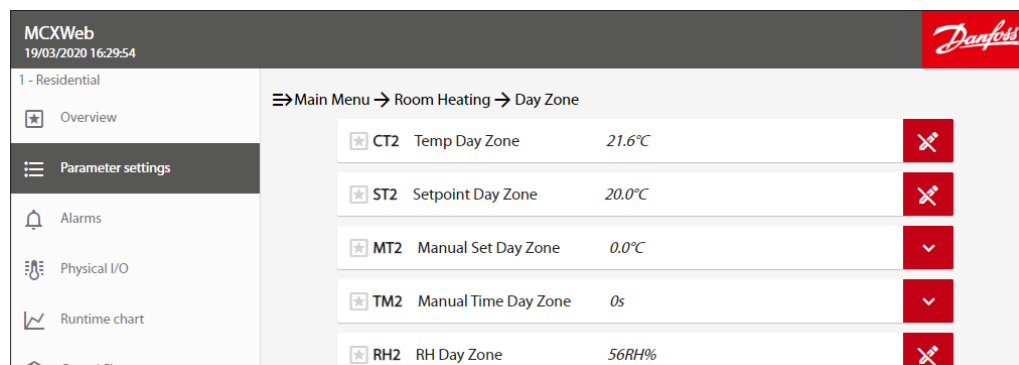 MCXWeb
19/03/2020 16:29:54
Danfoss
1 - Residential
Overview
Parameter settings
Alarms
Physical I/O
Runtime chart
Main Menu → Room Heating → Day Zone
CT2 Temp Day Zone 21.6°C
ST2 Setpoint Day Zone 20.0°C
MT2 Manual Set Day Zone 0.0°C
TM2 Manual Time Day Zone 0s
RH2 RH Day Zone 56RH%